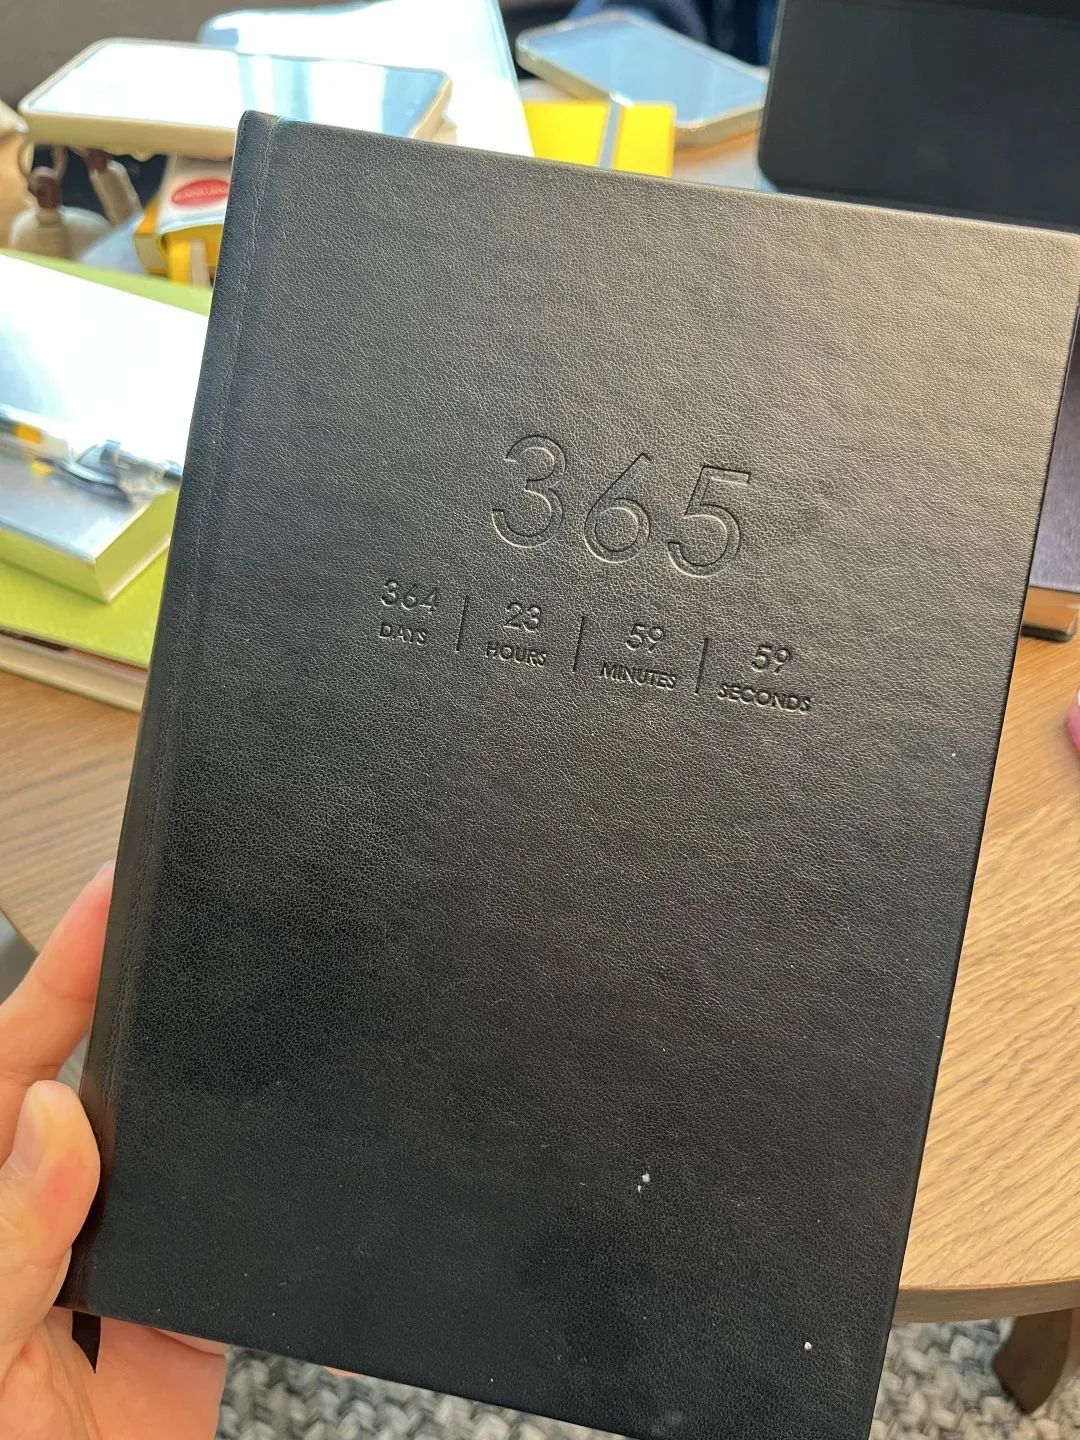 365
364 | 23 | 59 | 59
DAYS | HOURS | MINUTES | SECONDS